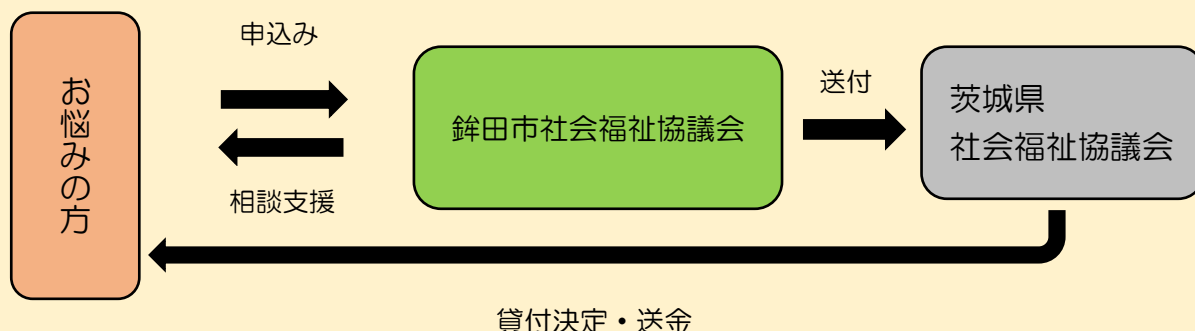 お悩みの方
申込み
相談支援
鉾田市社会福祉協議会
送付
茨城県
社会福祉協議会
貸付決定・送金